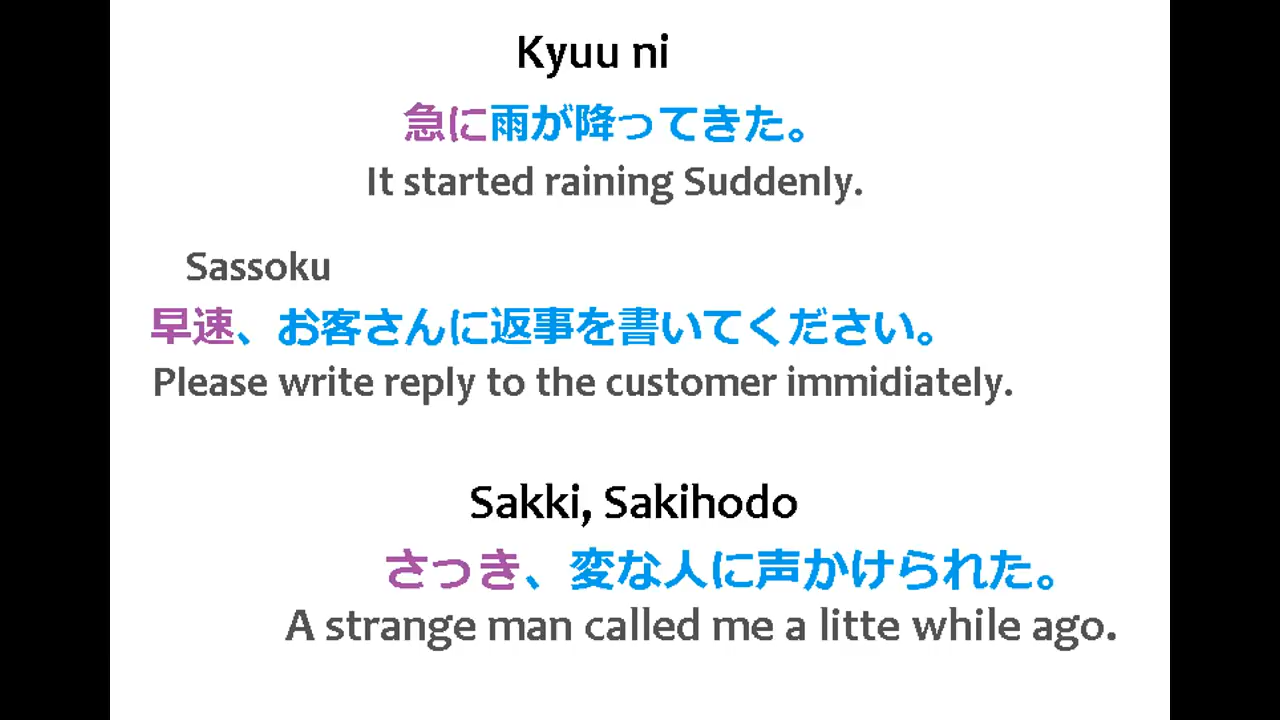 Kyuu ni
急に雨が降ってきた。
It started raining Suddenly.
Sassoku
早速、お客さんに返事を書いてください。
Please write reply to the customer immidiately.
Sakki, Sakihodo
さっき、変な人に声かけられた。
A strange man called me a litte while ago.